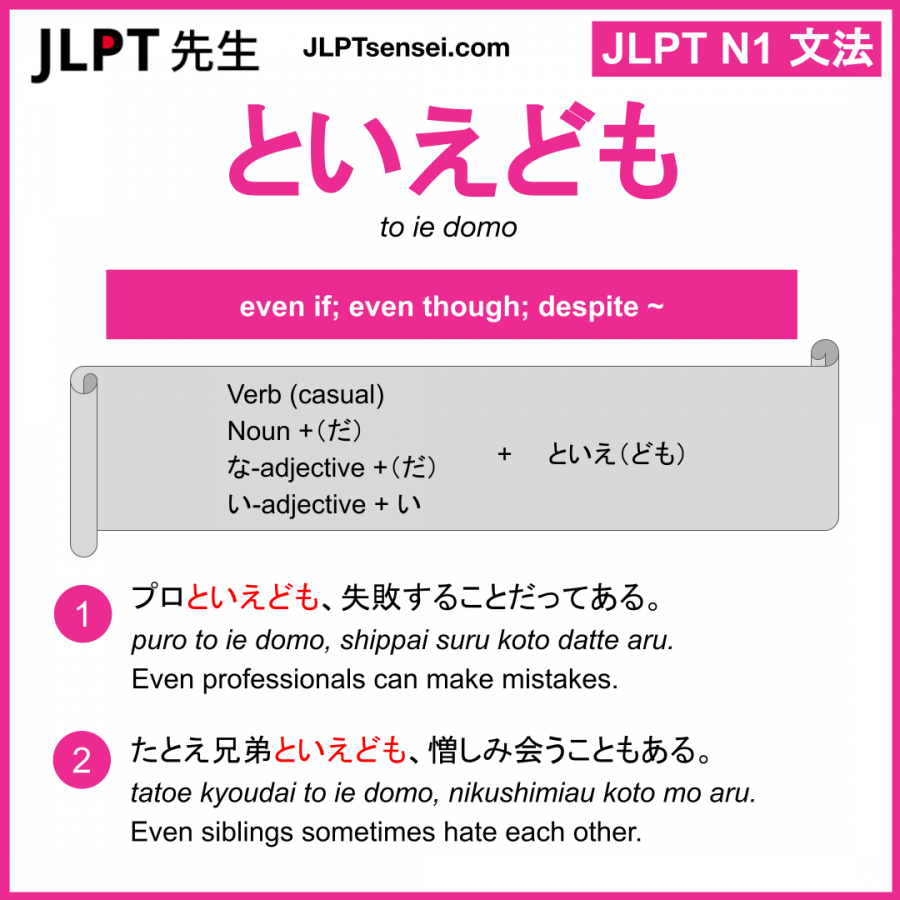 JLPT 先生
JLPTsensei.com
JLPT N1 文法
といえども
to ie domo
even if; even though; despite ~
Verb (casual)
Noun +（だ）
な-adjective +（だ）
い-adjective + い
+ といえ（ども）
1
プロといえども、失敗することだってある。
puro to ie domo, shippai suru koto datte aru.
Even professionals can make mistakes.
2
たとえ兄弟といえども、憎しみ会うこともある。
tatoe kyoudai to ie domo, nikushimiau koto mo aru.
Even siblings sometimes hate each other.